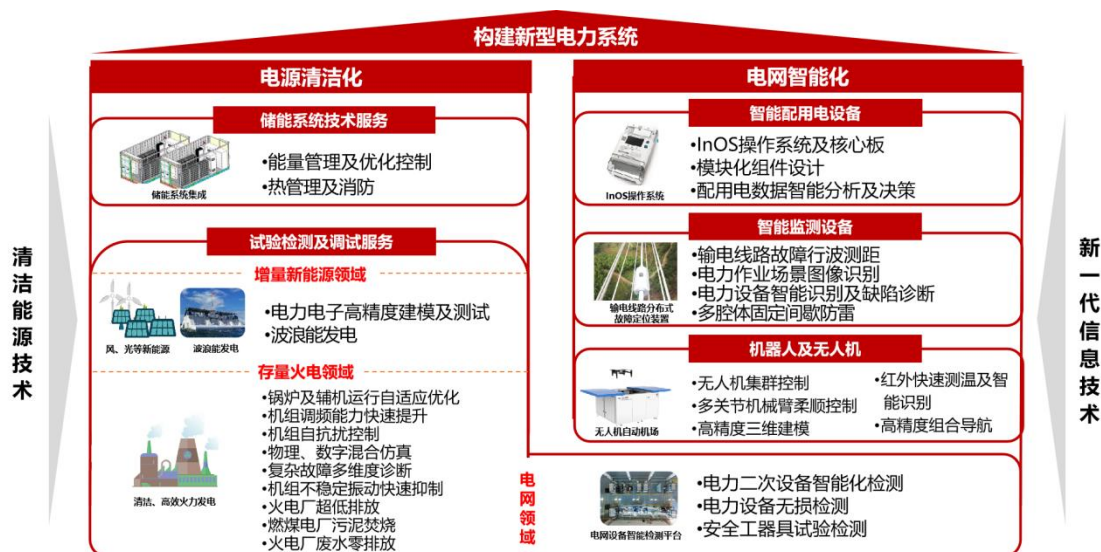 构建新型电力系统
清洁能源技术
电源清洁化
储能系统技术服务
储能系统集成
•能量管理及优化控制
•热管理及消防
试验检测及调试服务
增量新能源领域
风、光等新能源
波浪能发电
•电力电子高精度建模及测试
•波浪能发电
存量火电领域
清洁、高效火力发电
•锅炉及辅机运行自适应优化
•机组调频能力快速提升
•机组自抗扰控制
•物理、数字混合仿真
•复杂故障多维度诊断
•机组不稳定振动快速抑制
•火电厂超低排放
•燃煤电厂污泥焚烧
•火电厂废水零排放
电网领域
电网设备智能检测平台
•电力二次设备智能化检测
•电力设备无损检测
•安全工器具试验检测
电网智能化
智能配用电设备
InOS操作系统
•InOS操作系统及核心板
•模块化组件设计
•配用电数据智能分析及决策
智能监测设备
输电线路分布式
故障定位装置
•输电线路故障行波测距
•电力作业场景图像识别
•电力设备智能识别及缺陷诊断
•多腔体固定间歇防雷
机器人及无人机
无人机自动机场
•无人机集群控制
•多关节机械臂柔顺控制
•高精度三维建模
•红外快速测温及智
能识别
•高精度组合导航
新一代信息技术